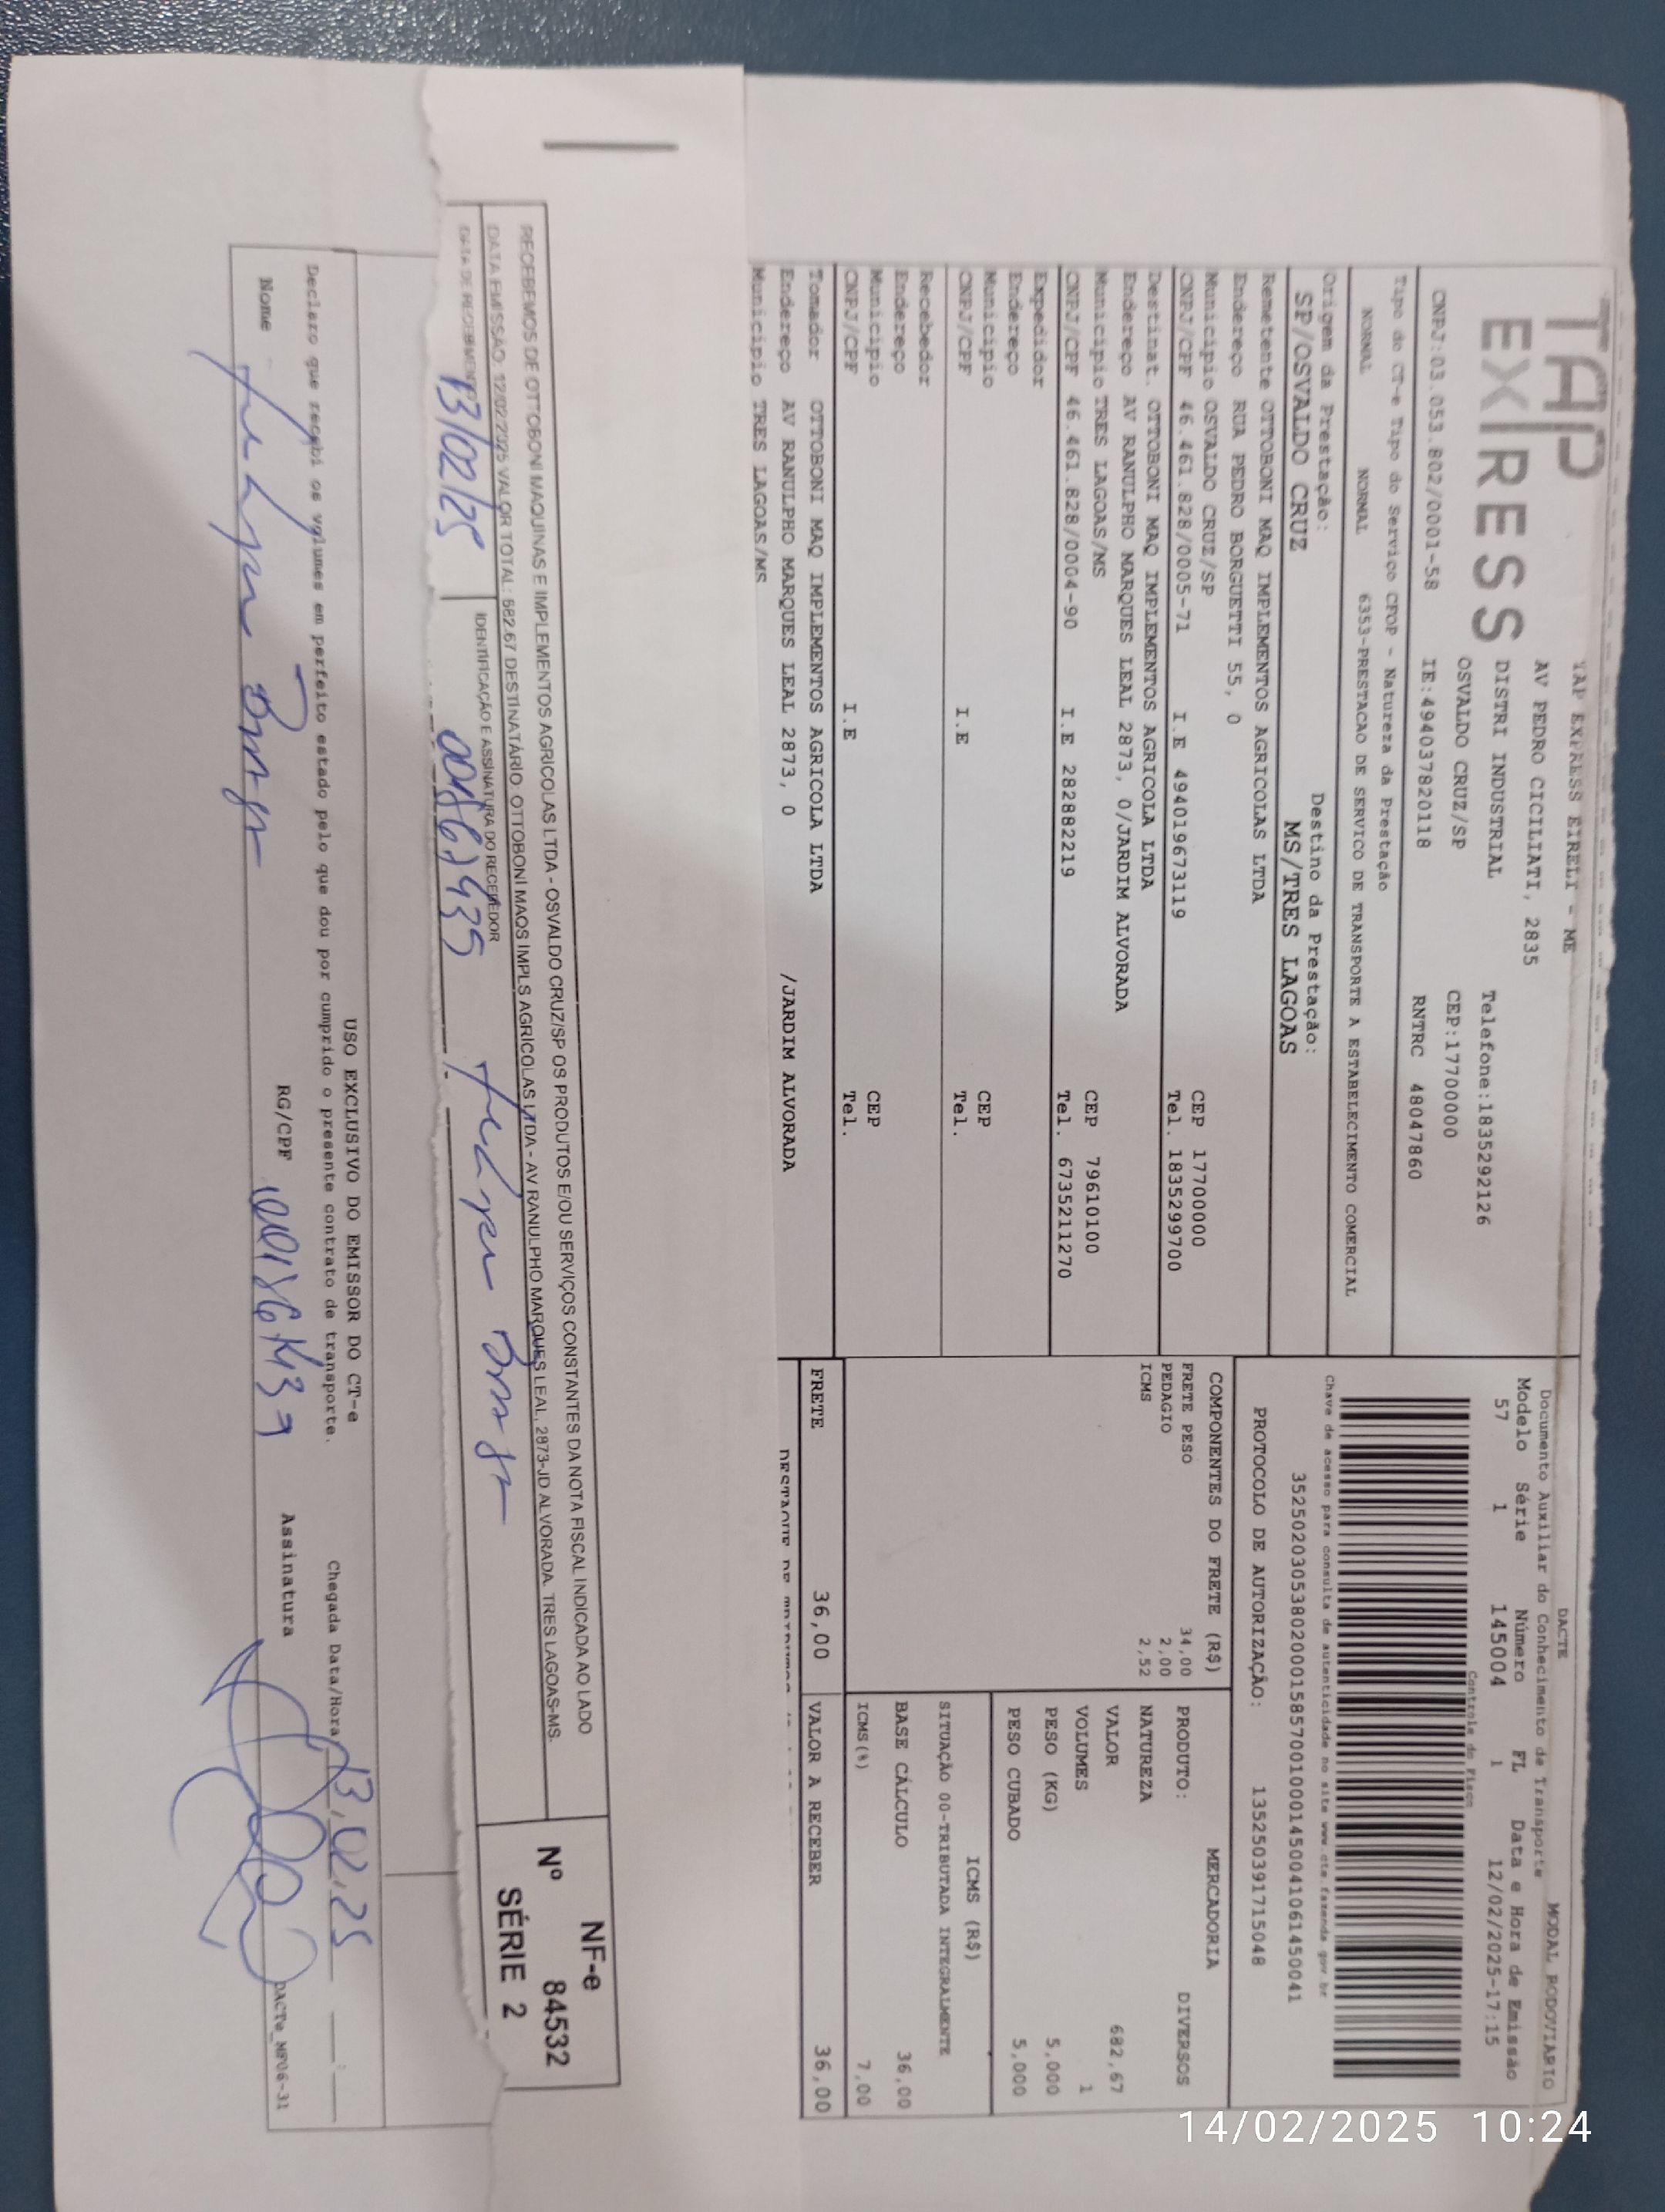 TAP
EXPRESS
TAP EXPRESS EIRELI - ME
AV PEDRO CICILIATI, 2835
DISTRI INDUSTRIAL Telefone:1835292126
OSVALDO CRUZ/SP CEP:17700000
CNPJ:03.053.802/0001-58 IE:494037820118 RNTRC 48047860
Tipo do CT-e Tipo do Serviço CFOP - Natureza da Prestação
NORMAL NORMAL 6353-PRESTACAO DE SERVICO DE TRANSPORTE A ESTABELECIMENTO COMERCIAL
Origem da Prestação: Destino da Prestação:
SP/OSVALDO CRUZ MS/TRES LAGOAS
Remetente OTTOBONI MAQ IMPLEMENTOS AGRICOLAS LTDA
Endereço RUA PEDRO BORGUETTI 55, 0
Município OSVALDO CRUZ/SP CEP 17700000
CNPJ/CPF 46.461.828/0005-71 I.E 494019673119 Tel. 1835299700
Destinat. OTTOBONI MAQ IMPLEMENTOS AGRICOLA LTDA
Endereço AV RANULPHO MARQUES LEAL 2873, 0/JARDIM ALVORADA
Município TRES LAGOAS/MS CEP 79610100
CNPJ/CPF 46.461.828/0004-90 I.E 282882219 Tel. 6735211270
Expedidor
Endereço
Município CEP
CNPJ/CPF I.E Tel.
Recebedor
Endereço
Município CEP
CNPJ/CPF I.E Tel.
Tomador OTTOBONI MAQ IMPLEMENTOS AGRICOLA LTDA
Endereço AV RANULPHO MARQUES LEAL 2873, 0 /JARDIM ALVORADA
Município TRES LAGOAS/MS
DACTE MODAL RODOVIARIO
Documento Auxiliar do Conhecimento de Transporte
Modelo Série Número FL Data e Hora de Emissão
57 1 145004 1 12/02/2025-17:15
Controle do Fisco
Chave de acesso para consulta de autenticidade no site www.cte.fazenda.gov.br
35250203053802000158570010001450041061450041
PROTOCOLO DE AUTORIZAÇÃO: 135250391715048
COMPONENTES DO FRETE (R$)
FRETE PESO 34,00
PEDAGIO 2,00
ICMS 2,52
MERCADORIA
PRODUTO: DIVERSOS
NATUREZA
VALOR 682,67
VOLUMES 1
PESO (KG) 5,000
PESO CUBADO 5,000
ICMS (R$)
SITUAÇÃO 00-TRIBUTADA INTEGRALMENTE
BASE CÁLCULO 36,00
ICMS(%) 7,00
FRETE 36,00 VALOR A RECEBER 36,00
RECEBEMOS DE OTTOBONI MAQUINAS E IMPLEMENTOS AGRICOLAS LTDA - OSVALDO CRUZ/SP OS PRODUTOS E/OU SERVIÇOS CONSTANTES DA NOTA FISCAL INDICADA AO LADO
DATA EMISSÃO: 12/02/2025 VALOR TOTAL: 682,67 DESTINATÁRIO: OTTOBONI MAQS IMPLS AGRICOLAS LTDA - AV RANULPHO MARQUES LEAL, 2873-JD ALVORADA. TRES LAGOAS-MS.
DATA DE RECEBIMENTO IDENTIFICAÇÃO E ASSINATURA DO RECEBEDOR
13/02/25
NF-e
Nº 84532
SÉRIE 2
USO EXCLUSIVO DO EMISSOR DO CT-e
Declaro que recebi os volumes em perfeito estado pelo que dou por cumprido o presente contrato de transporte.
Chegada Data/Hora 13,02,25
Nome RG/CPF Assinatura
DACTe_MP06-31
14/02/2025 10:24